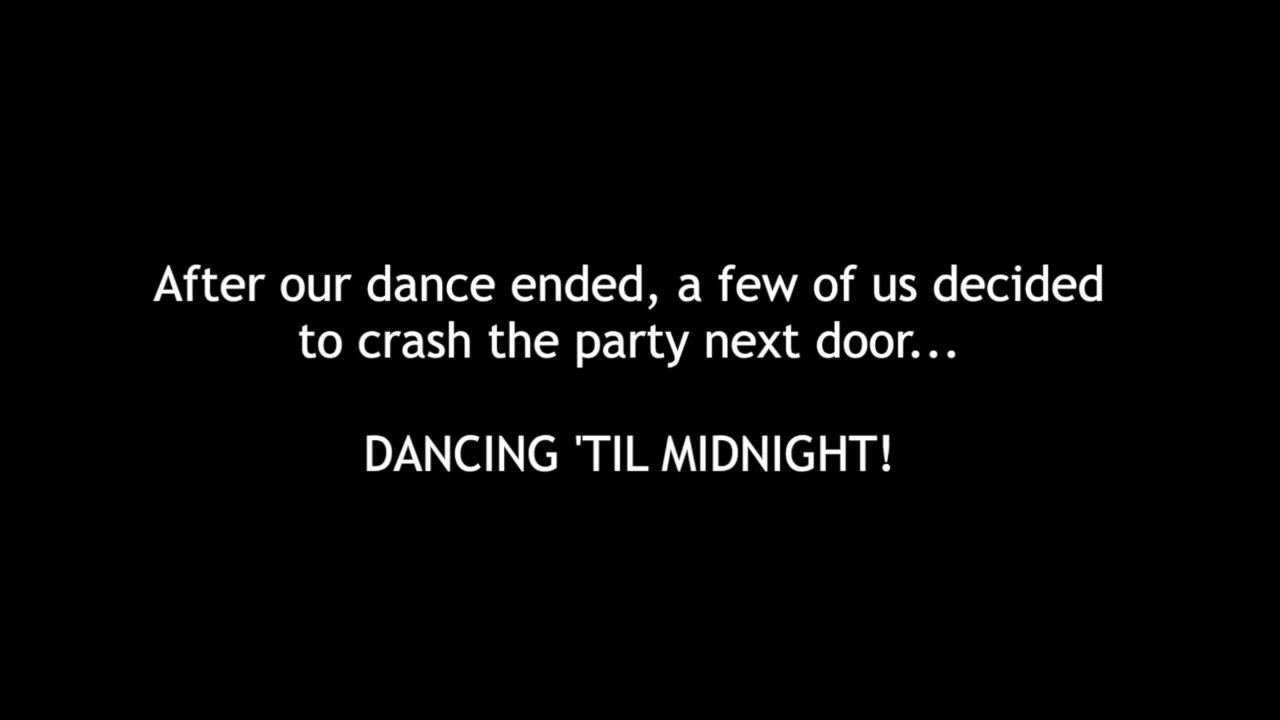 After our dance ended, a few of us decided
to crash the party next door...
DANCING 'TIL MIDNIGHT!